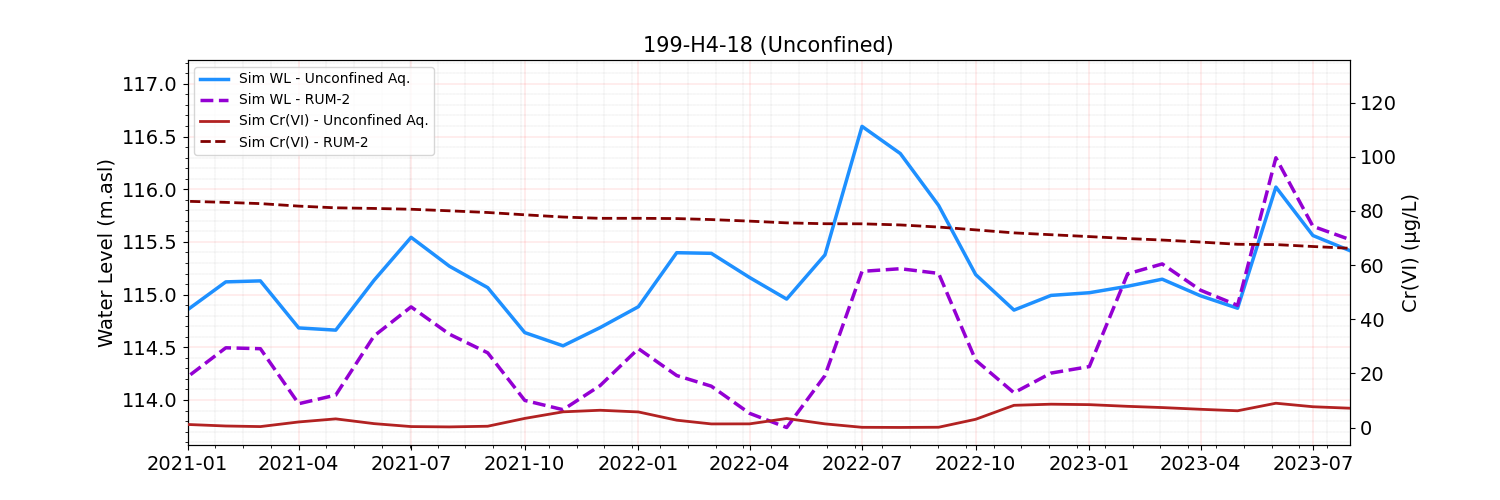 199-H4-18 (Unconfined)
Sim WL - Unconfined Aq.
Sim WL - RUM-2
Sim Cr(VI) - Unconfined Aq.
Sim Cr(VI) - RUM-2
Water Level (m.asl)
117.0
116.5
116.0
115.5
115.0
114.5
114.0
Cr(VI) (µg/L)
120
100
80
60
40
20
0
2021-01 2021-04 2021-07 2021-10 2022-01 2022-04 2022-07 2022-10 2023-01 2023-04 2023-07